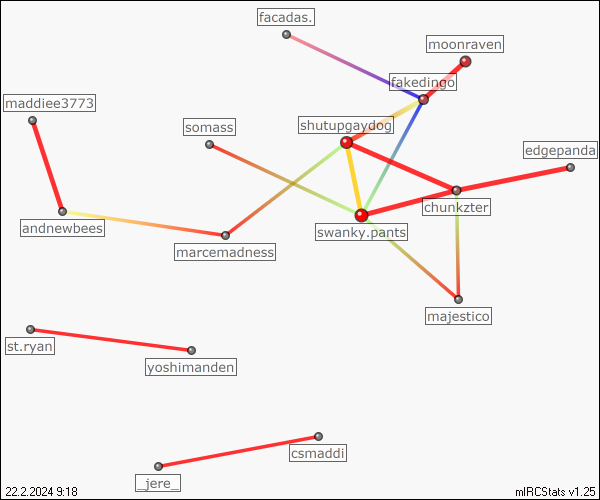 facadas.
moonraven
fakedingo
maddiee3773
somass
shutupgaydog
edgepanda
chunkzter
andnewbees
swanky.pants
marcemadness
majestico
st.ryan
yoshimanden
csmaddi
_jere_
22.2.2024 9:18
mIRCStats v1.25